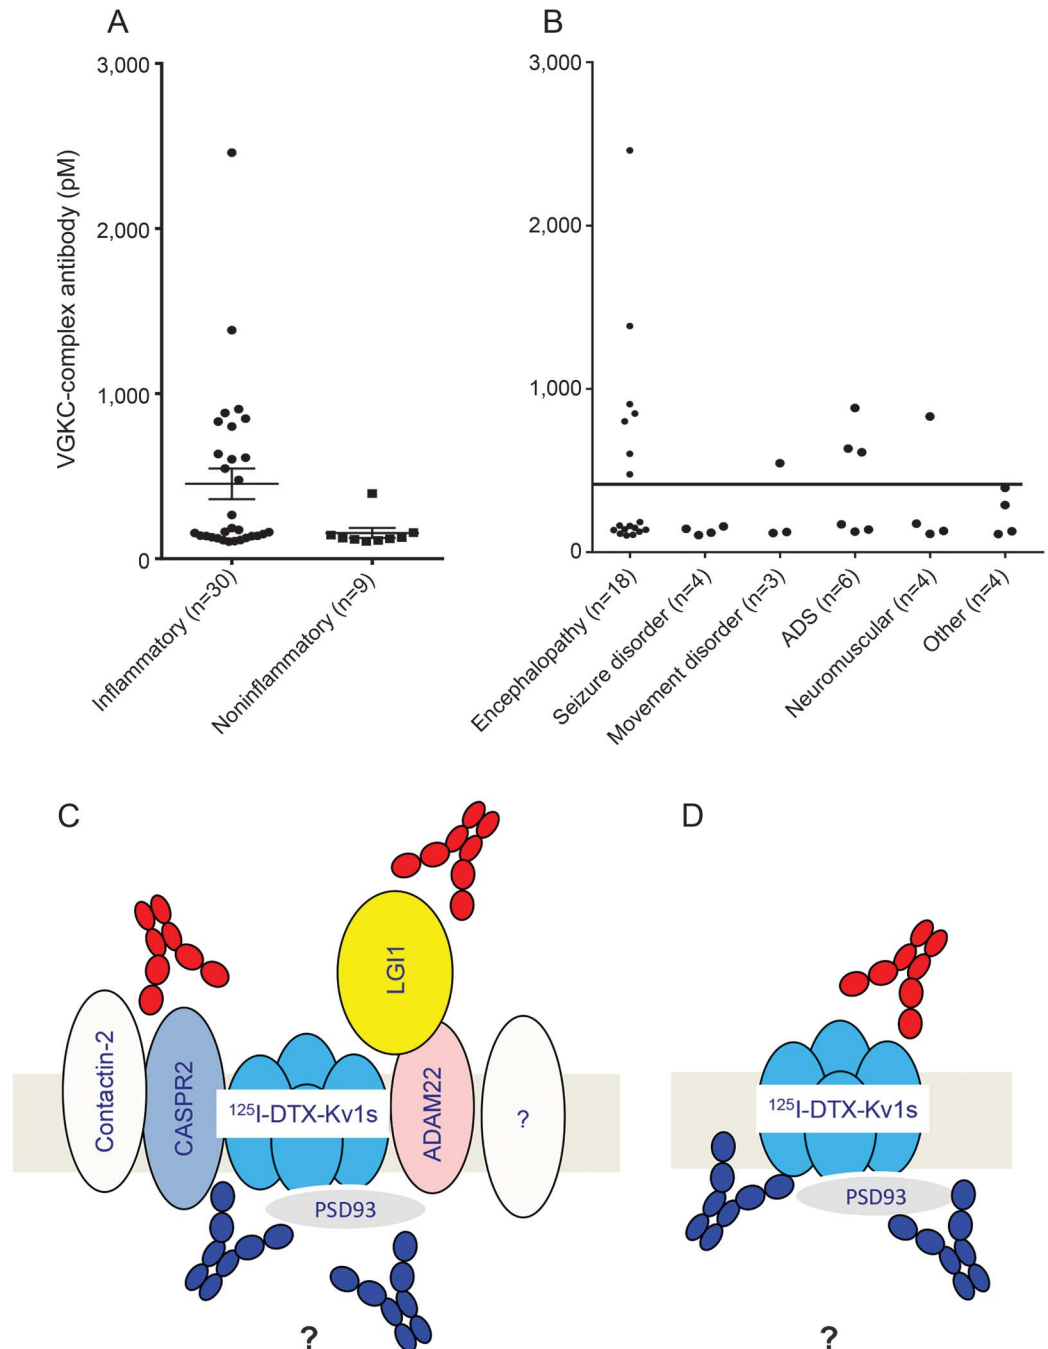 A
VGKC-complex antibody (pM)
3,000
2,000
1,000
0
Inflammatory (n=30)
Noninflammatory (n=9)
B
3,000
2,000
1,000
0
Encephalopathy (n=18)
Seizure disorder (n=4)
Movement disorder (n=3)
ADS (n=6)
Neuromuscular (n=4)
Other (n=4)
C
Contactin-2
CASPR2
125I-DTX-Kv1s
LGI1
ADAM22
?
PSD93
?
D
125I-DTX-Kv1s
PSD93
?